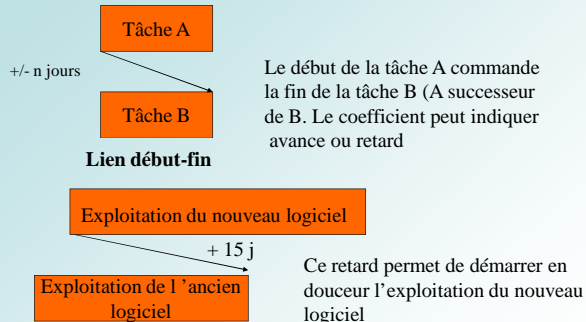 Tâche A
+/- n jours
Le début de la tâche A commande
la fin de la tâche B (A successeur
de B. Le coefficient peut indiquer
avance ou retard
Tâche B
Lien début-fin
Exploitation du nouveau logiciel
+ 15 j
Exploitation de l ’ancien
logiciel
Ce retard permet de démarrer en
douceur l’exploitation du nouveau
logiciel